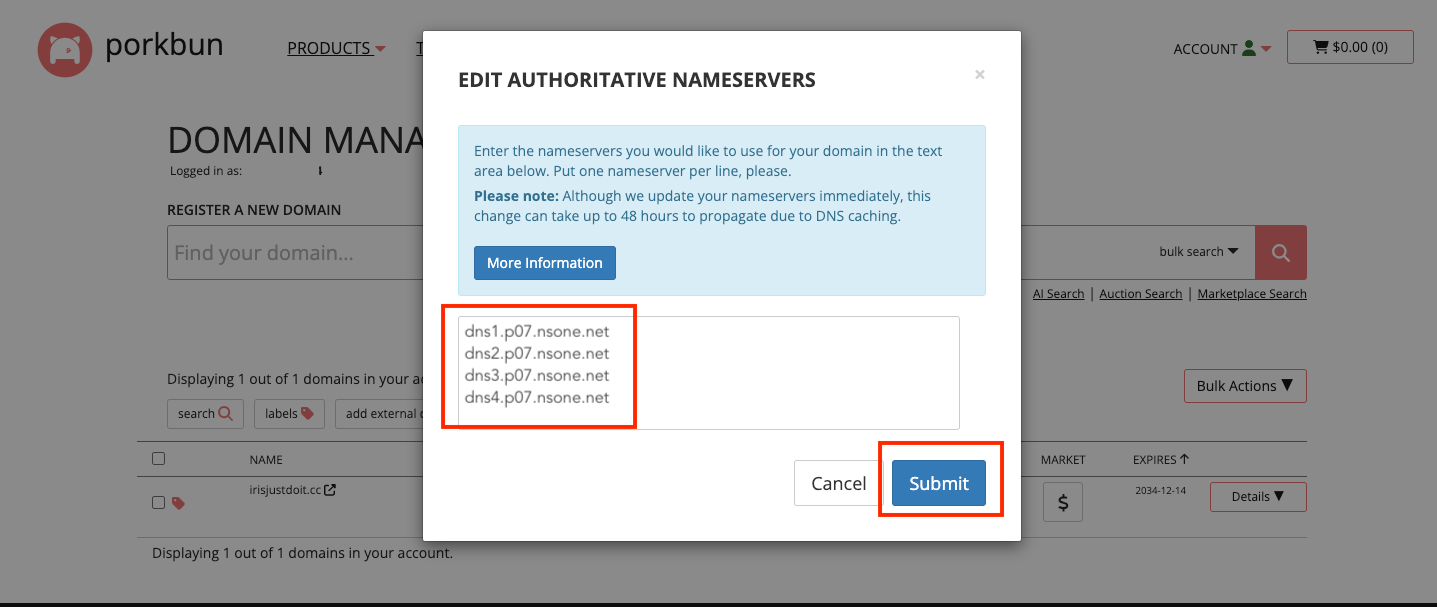 porkbun
PRODUCTS
ACCOUNT
$0.00 (0)
DOMAIN MANA
Logged in as:
REGISTER A NEW DOMAIN
Find your domain...
bulk search
AI Search | Auction Search | Marketplace Search
EDIT AUTHORITATIVE NAMESERVERS
×
Enter the nameservers you would like to use for your domain in the text
area below. Put one nameserver per line, please.
Please note: Although we update your nameservers immediately, this
change can take up to 48 hours to propagate due to DNS caching.
More Information
dns1.p07.nsone.net
dns2.p07.nsone.net
dns3.p07.nsone.net
dns4.p07.nsone.net
Cancel
Submit
Displaying 1 out of 1 domains in your a
Bulk Actions
search
labels
add external
NAME
MARKET
EXPIRES
irisjustdoit.cc
$
2034-12-14
Details
Displaying 1 out of 1 domains in your account.